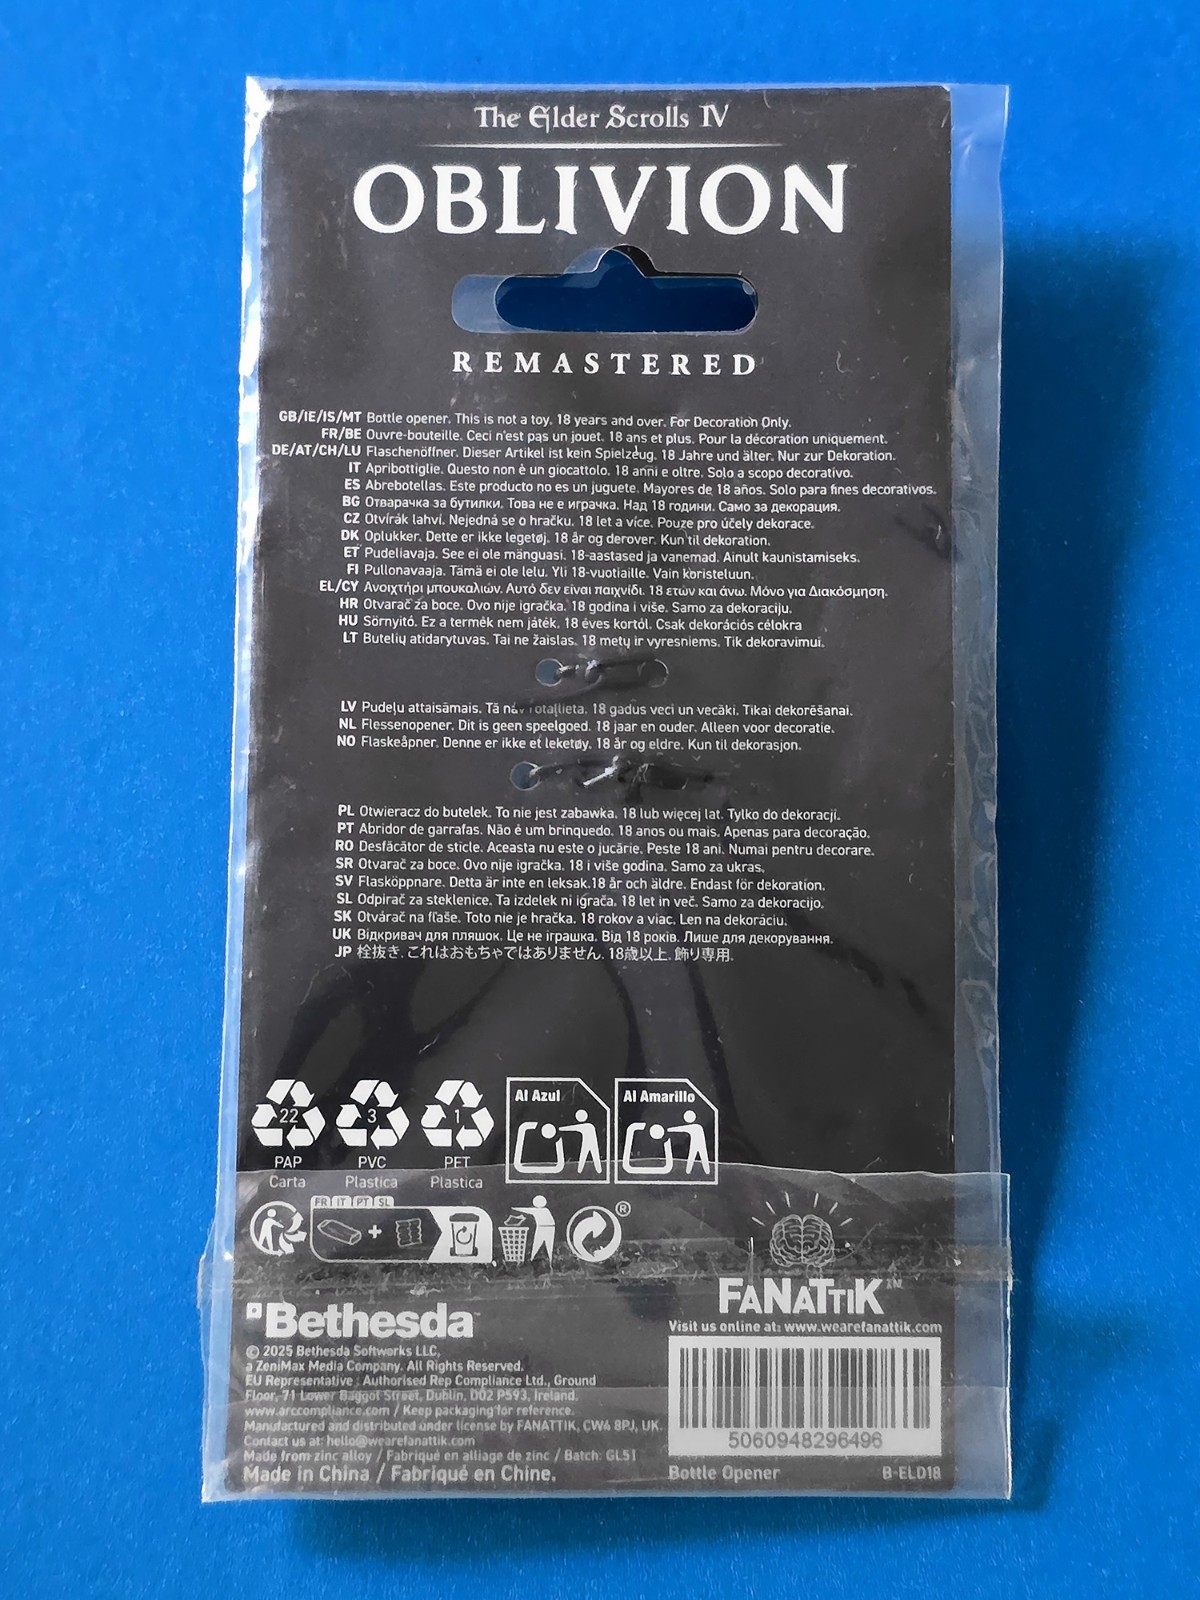 The Elder Scrolls IV
OBLIVION
REMASTERED
GB/IE/IS/MT Bottle opener. This is not a toy. 18 years and over. For Decoration Only.
FR/BE Ouvre-bouteille. Ceci n'est pas un jouet. 18 ans et plus. Pour la décoration uniquement.
DE/AT/CH/LU Flaschenöffner. Dieser Artikel ist kein Spielzeug. 18 Jahre und älter. Nur zur Dekoration.
IT Apribottiglie. Questo non è un giocattolo. 18 anni e oltre. Solo a scopo decorativo.
ES Abrebotellas. Este producto no es un juguete. Mayores de 18 años. Solo para fines decorativos.
BG Отварачка за бутилки. Това не е играчка. Над 18 години. Само за декорация.
CZ Otvírák lahví. Nejedná se o hračku. 18 let a více. Pouze pro účely dekorace.
DK Oplukker. Dette er ikke legetøj. 18 år og derover. Kun til dekoration.
ET Pudeliavaja. See ei ole mänguasi. 18-aastased ja vanemad. Ainult kaunistamiseks.
FI Pullonavaaja. Tämä ei ole lelu. Yli 18-vuotiaille. Vain koristeluun.
EL/CY Ανοιχτήρι μπουκαλιών. Αυτό δεν είναι παιχνίδι. 18 ετών και άνω. Μόνο για Διακόσμηση.
HR Otvarač za boce. Ovo nije igračka. 18 godina i više. Samo za dekoraciju.
HU Sörnyitó. Ez a termék nem játék. 18 éves kortól. Csak dekorációs célokra
LT Butelių atidarytuvas. Tai ne žaislas. 18 metų ir vyresniems. Tik dekoravimui.
LV Pudeļu attaisāmais. Tā nav rotaļlieta. 18 gadus veci un vecāki. Tikai dekorēšanai.
NL Flessenopener. Dit is geen speelgoed. 18 jaar en ouder. Alleen voor decoratie.
NO Flaskeåpner. Denne er ikke et leketøy. 18 år og eldre. Kun til dekorasjon.
PL Otwieracz do butelek. To nie jest zabawka. 18 lub więcej lat. Tylko do dekoracji.
PT Abridor de garrafas. Não é um brinquedo. 18 anos ou mais. Apenas para decoração.
RO Desfăcător de sticle. Aceasta nu este o jucărie. Peste 18 ani. Numai pentru decorare.
SR Otvarač za boce. Ovo nije igračka. 18 i više godina. Samo za ukras.
SV Flasköppnare. Detta är inte en leksak.18 år och äldre. Endast för dekoration.
SL Odpirač za steklenice. Ta izdelek ni igrača. 18 let in več. Samo za dekoracijo.
SK Otvárač na fľaše. Toto nie je hračka. 18 rokov a viac. Len na dekoráciu.
UK Відкривач для пляшок. Це не іграшка. Від 18 років. Лише для декорування.
JP 栓抜き. これはおもちゃではありません. 18歳以上. 飾り専用.
22 3 1 Al Azul Al Amarillo
PAP PVC PET
Carta Plastica Plastica
FR IT PT SL
®
FANATTIK™
Visit us online at: www.wearefanattik.com
Bethesda™
© 2025 Bethesda Softworks LLC,
a ZeniMax Media Company. All Rights Reserved.
EU Representative : Authorised Rep Compliance Ltd., Ground
Floor, 71 Lower Baggot Street, Dublin, D02 P593, Ireland.
www.arccompliance.com / Keep packaging for reference.
Manufactured and distributed under license by FANATTIK, CW4 8PJ, UK.
Contact us at: hello@wearefanattik.com
Made from zinc alloy / Fabriqué en alliage de zinc / Batch: GL51
Made in China / Fabriqué en Chine.
5060948296496
Bottle Opener B-ELD18